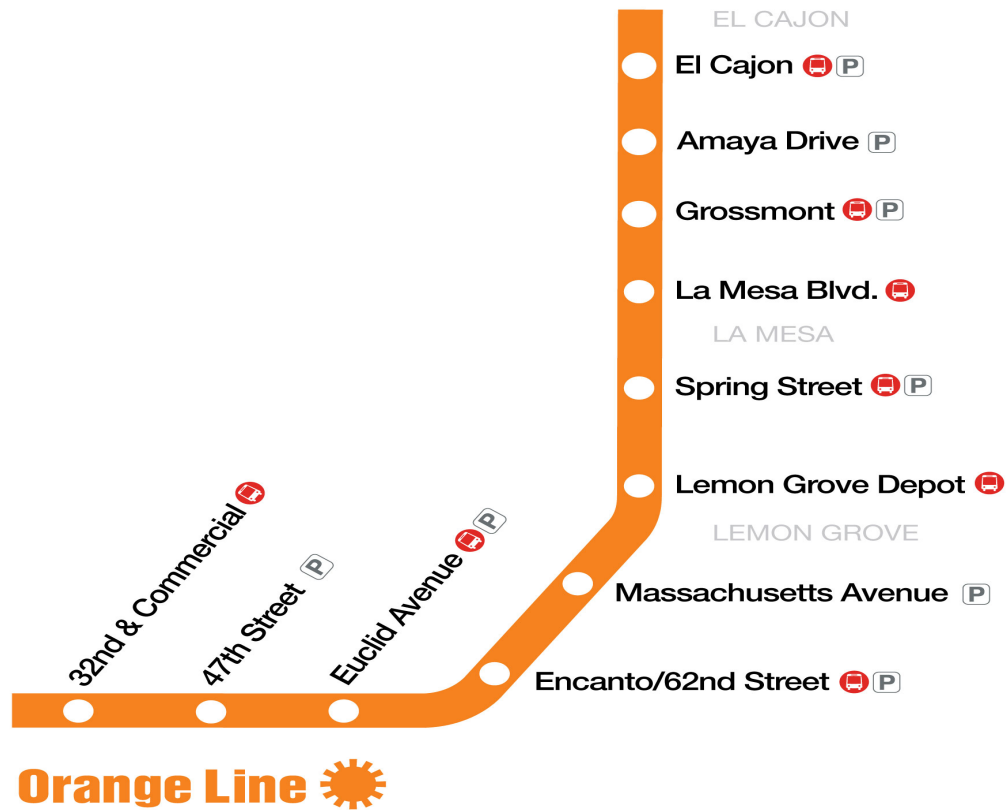 EL CAJON
El Cajon P
Amaya Drive P
Grossmont P
La Mesa Blvd.
LA MESA
Spring Street P
Lemon Grove Depot
LEMON GROVE
Massachusetts Avenue P
Encanto/62nd Street P
Euclid Avenue P
47th Street P
32nd & Commercial
Orange Line